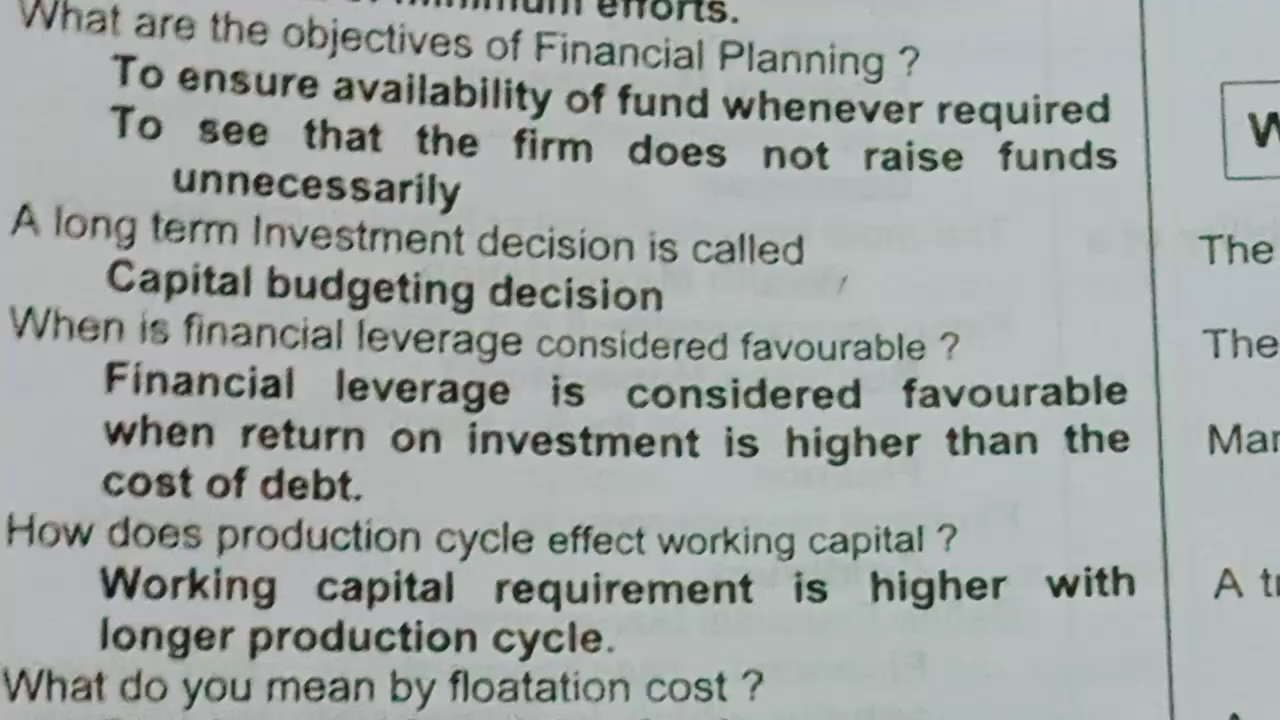 efforts.
What are the objectives of Financial Planning ?
To ensure availability of fund whenever required
To see that the firm does not raise funds
unnecessarily
A long term Investment decision is called
Capital budgeting decision
When is financial leverage considered favourable ?
Financial leverage is considered favourable
when return on investment is higher than the
cost of debt.
How does production cycle effect working capital ?
Working capital requirement is higher with
longer production cycle.
What do you mean by floatation cost ?
The
The
A